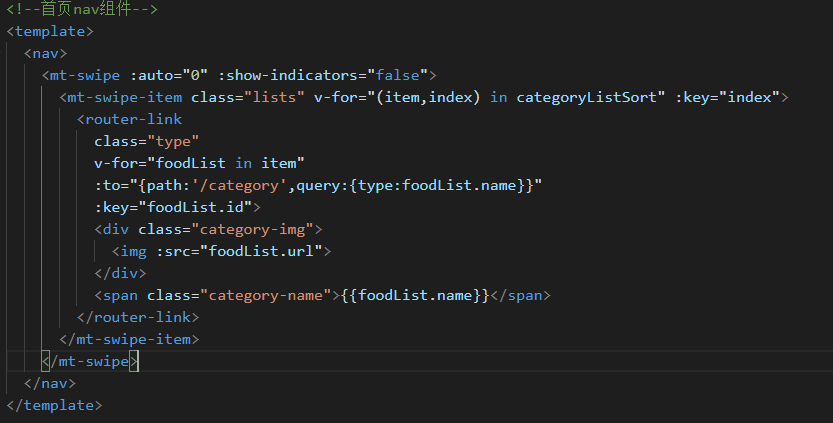 <!--首页nav组件-->
<template>
<nav>
<mt-swipe :auto="0" :show-indicators="false">
<mt-swipe-item class="lists" v-for="(item,index) in categoryListSort" :key="index">
<router-link
class="type"
v-for="foodList in item"
:to="{path:'/category',query:{type:foodList.name}}"
:key="foodList.id">
<div class="category-img">
<img :src="foodList.url">
</div>
<span class="category-name">{{foodList.name}}</span>
</router-link>
</mt-swipe-item>
</mt-swipe>
</nav>
</template>